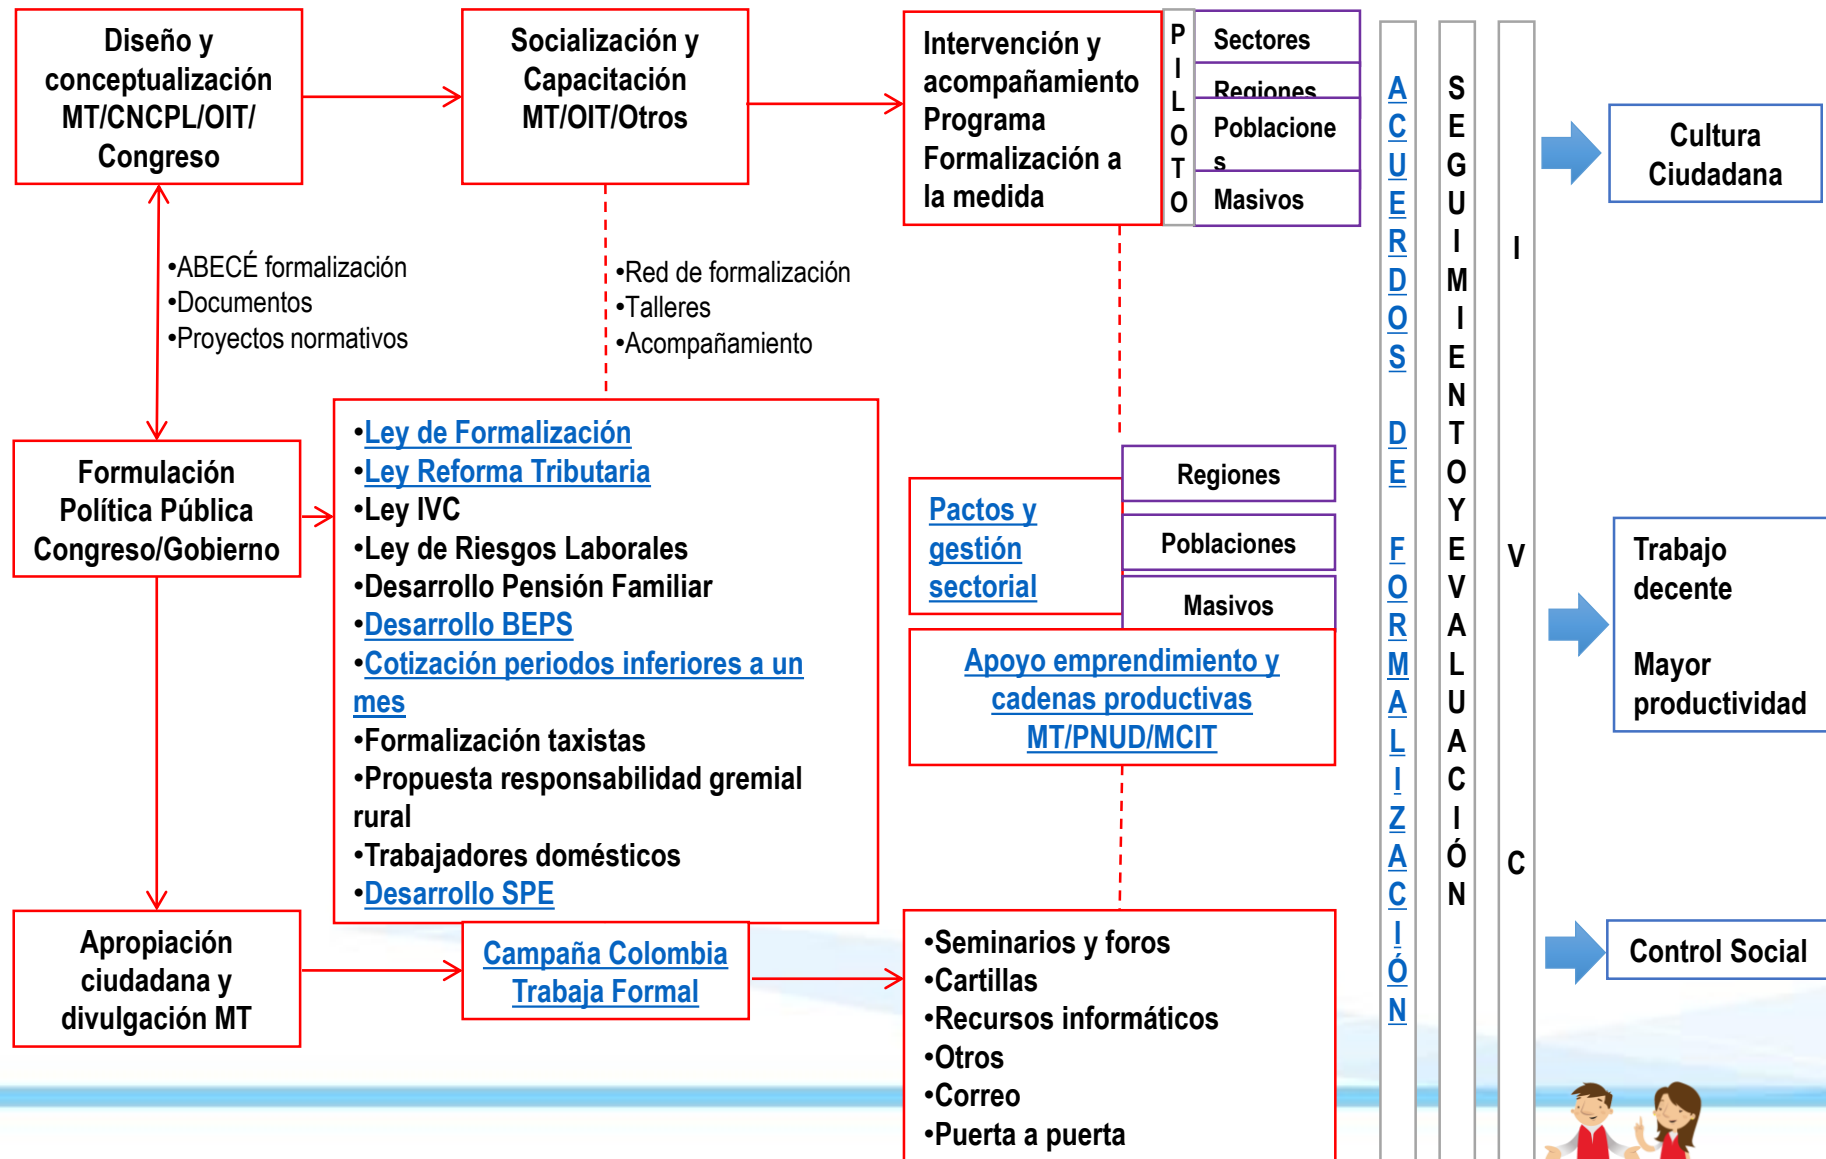 Diseño y
conceptualización
MT/CNCPL/OIT/
Congreso
Socialización y
Capacitación
MT/OIT/Otros
Intervención y
acompañamiento
Programa
Formalización a
la medida
PILOTO
Sectores
Regiones
Poblacione
s
Masivos
•ABECÉ formalización
•Documentos
•Proyectos normativos
•Red de formalización
•Talleres
•Acompañamiento
Formulación
Política Pública
Congreso/Gobierno
•Ley de Formalización
•Ley Reforma Tributaria
•Ley IVC
•Ley de Riesgos Laborales
•Desarrollo Pensión Familiar
•Desarrollo BEPS
•Cotización periodos inferiores a un
mes
•Formalización taxistas
•Propuesta responsabilidad gremial
rural
•Trabajadores domésticos
•Desarrollo SPE
Pactos y
gestión
sectorial
Regiones
Poblaciones
Masivos
Apoyo emprendimiento y
cadenas productivas
MT/PNUD/MCIT
Apropiación
ciudadana y
divulgación MT
Campaña Colombia
Trabaja Formal
•Seminarios y foros
•Cartillas
•Recursos informáticos
•Otros
•Correo
•Puerta a puerta
ACUERDOS DE FORMALIZACIÓN
SEGUIMIENTOYEVALUACIÓN
I V C
Cultura
Ciudadana
Trabajo
decente
Mayor
productividad
Control Social